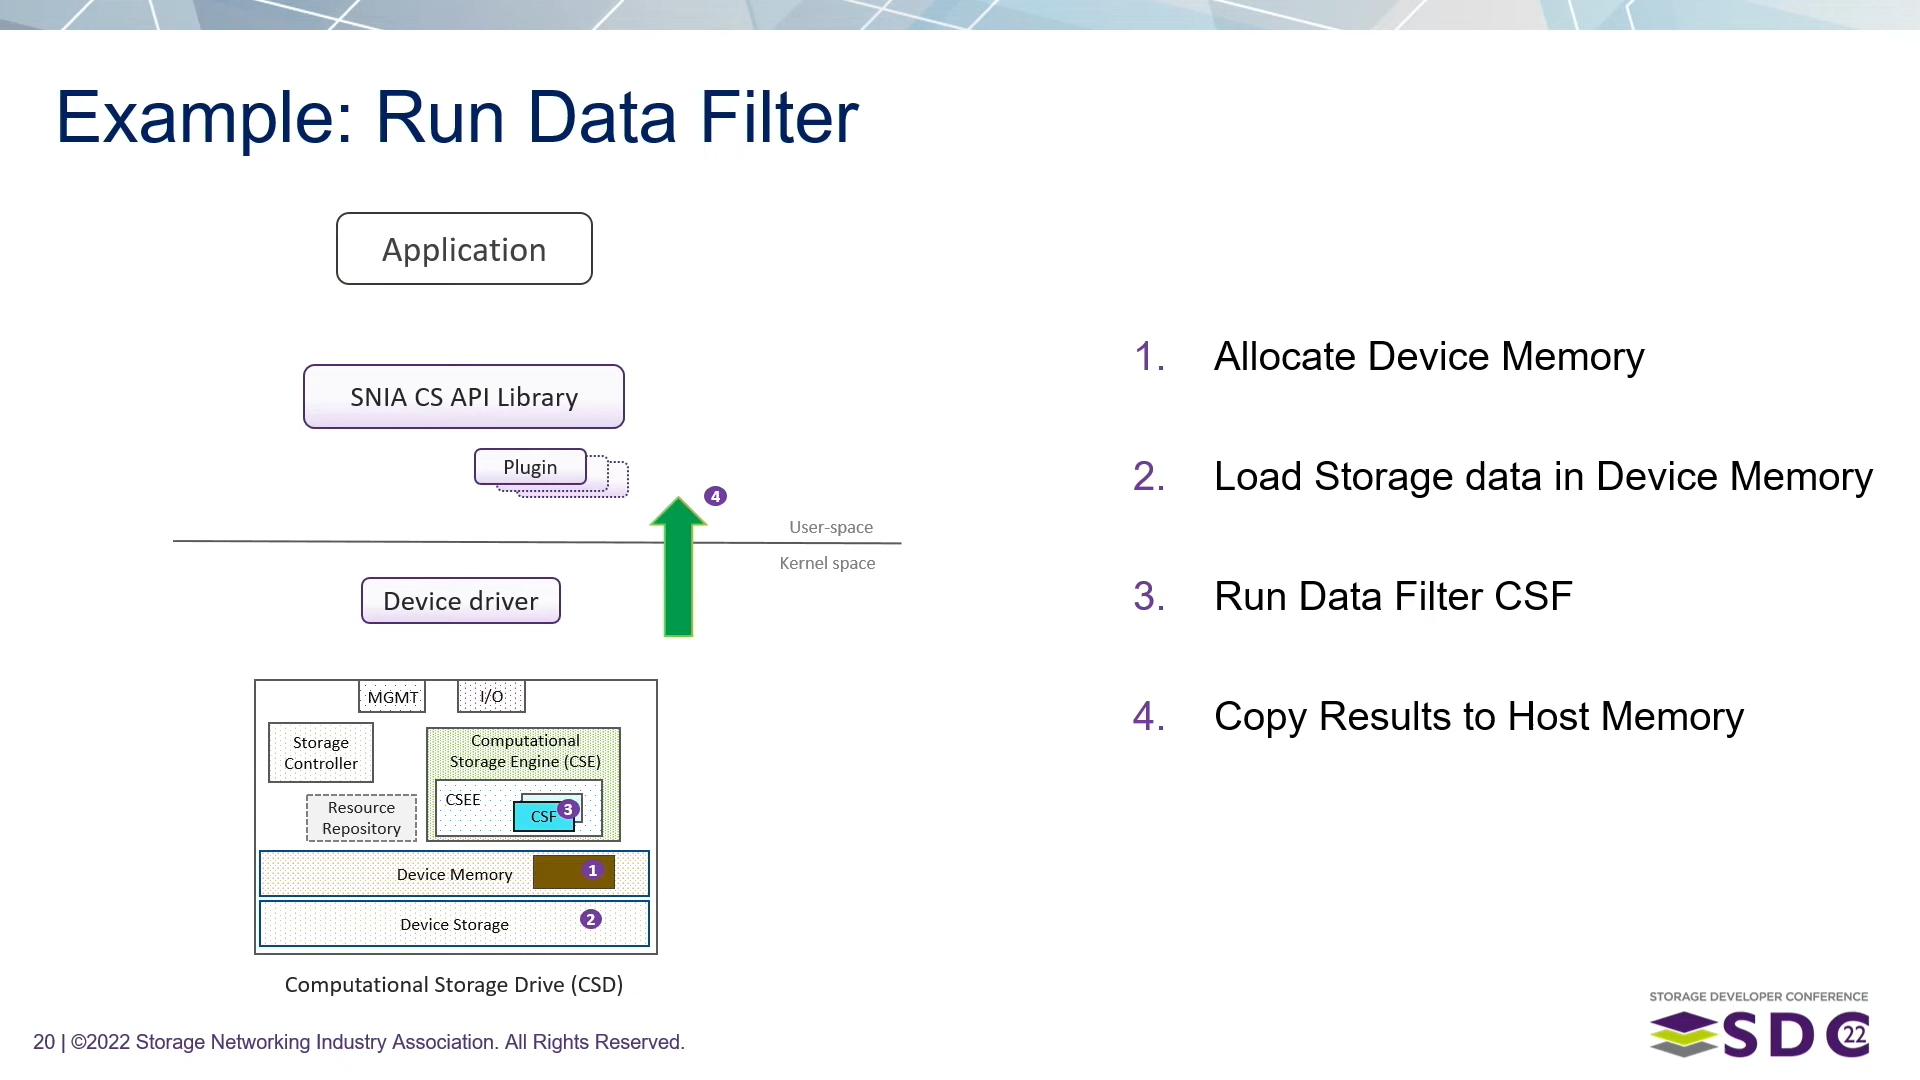 Example: Run Data Filter
Application
SNIA CS API Library
Plugin
4
User-space
Kernel space
Device driver
MGMT
I/O
Storage
Controller
Computational
Storage Engine (CSE)
CSEE
CSF
3
Resource
Repository
Device Memory
1
Device Storage
2
Computational Storage Drive (CSD)
1. Allocate Device Memory
2. Load Storage data in Device Memory
3. Run Data Filter CSF
4. Copy Results to Host Memory
20 | ©2022 Storage Networking Industry Association. All Rights Reserved.
STORAGE DEVELOPER CONFERENCE
SDC 22